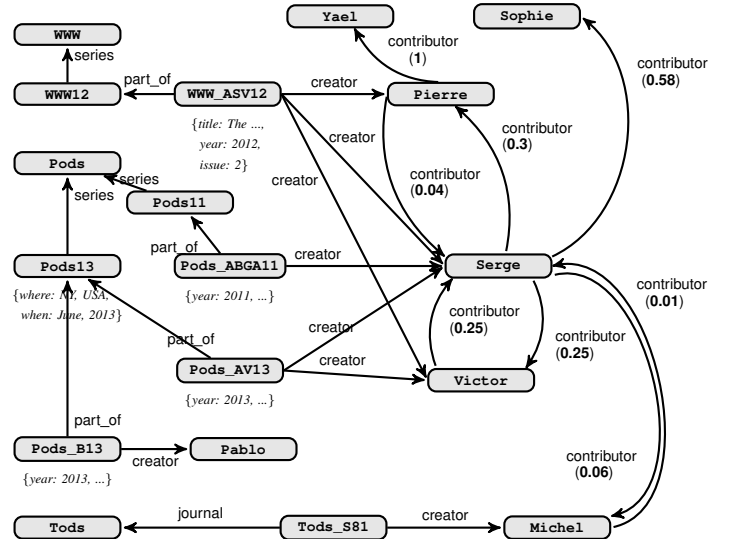 Yael
Sophie
WWW
contributor
(1)
contributor
(0.58)
series
part_of
creator
WWW12
WWW_ASV12
Pierre
{title: The ...,
year: 2012,
issue: 2}
creator
contributor
(0.3)
Pods
series
creator
contributor
(0.04)
series
Pods11
part_of
creator
Pods13
Pods_ABGA11
Serge
{where: NY, USA,
when: June, 2013}
{year: 2011, ...}
contributor
(0.01)
contributor
(0.25)
creator
part_of
creator
contributor
(0.25)
Pods_AV13
Victor
{year: 2013, ...}
part_of
Pods_B13
creator
Pablo
contributor
(0.06)
{year: 2013, ...}
journal
creator
Tods
Tods_S81
Michel